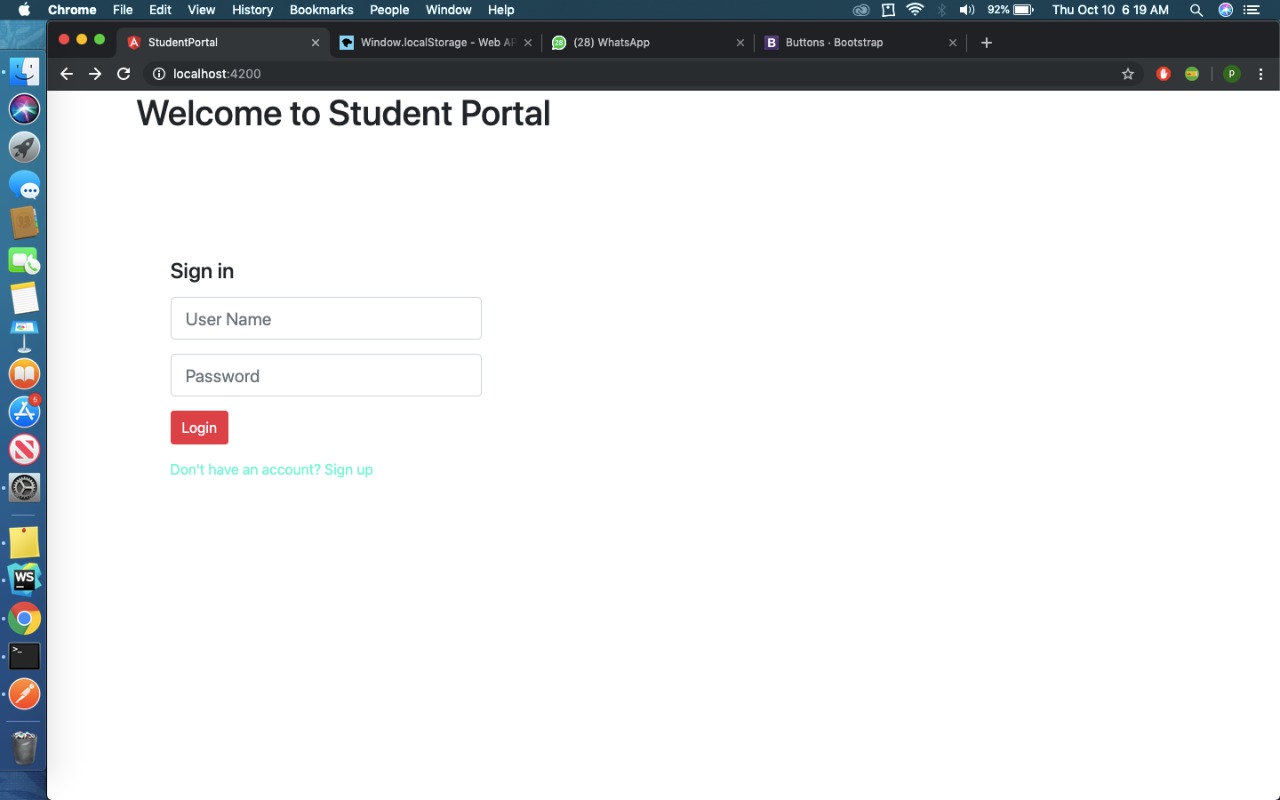 Chrome File Edit View History Bookmarks People Window Help 92% Thu Oct 10 6 19 AM
StudentPortal Window.localStorage - Web AP (28) WhatsApp B Buttons · Bootstrap
localhost:4200 p
Welcome to Student Portal
Sign in
User Name
Password
Login
Don't have an account? Sign up
5
WS